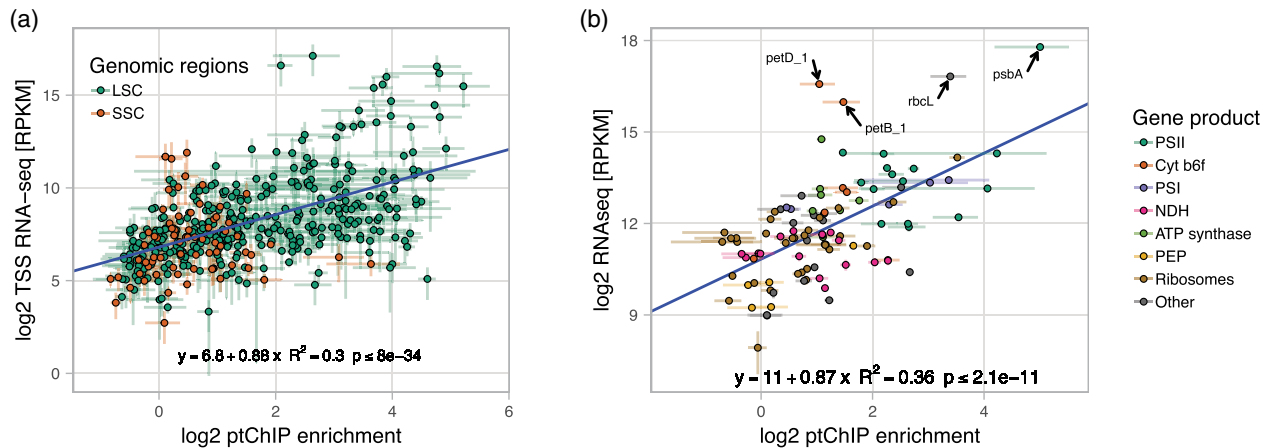 (a)
Genomic regions
LSC
SSC
log2 TSS RNA−seq [RPKM]
15
10
5
0
y = 6.8 + 0.88 x R² = 0.3 p ≤ 8e−34
0
2
4
6
log2 ptChIP enrichment
(b)
log2 RNAseq [RPKM]
18
15
12
9
petD_1
petB_1
rbcL
psbA
y = 11 + 0.87 x R² = 0.36 p ≤ 2.1e−11
0
2
4
log2 ptChIP enrichment
Gene product
PSII
Cyt b6f
PSI
NDH
ATP synthase
PEP
Ribosomes
Other